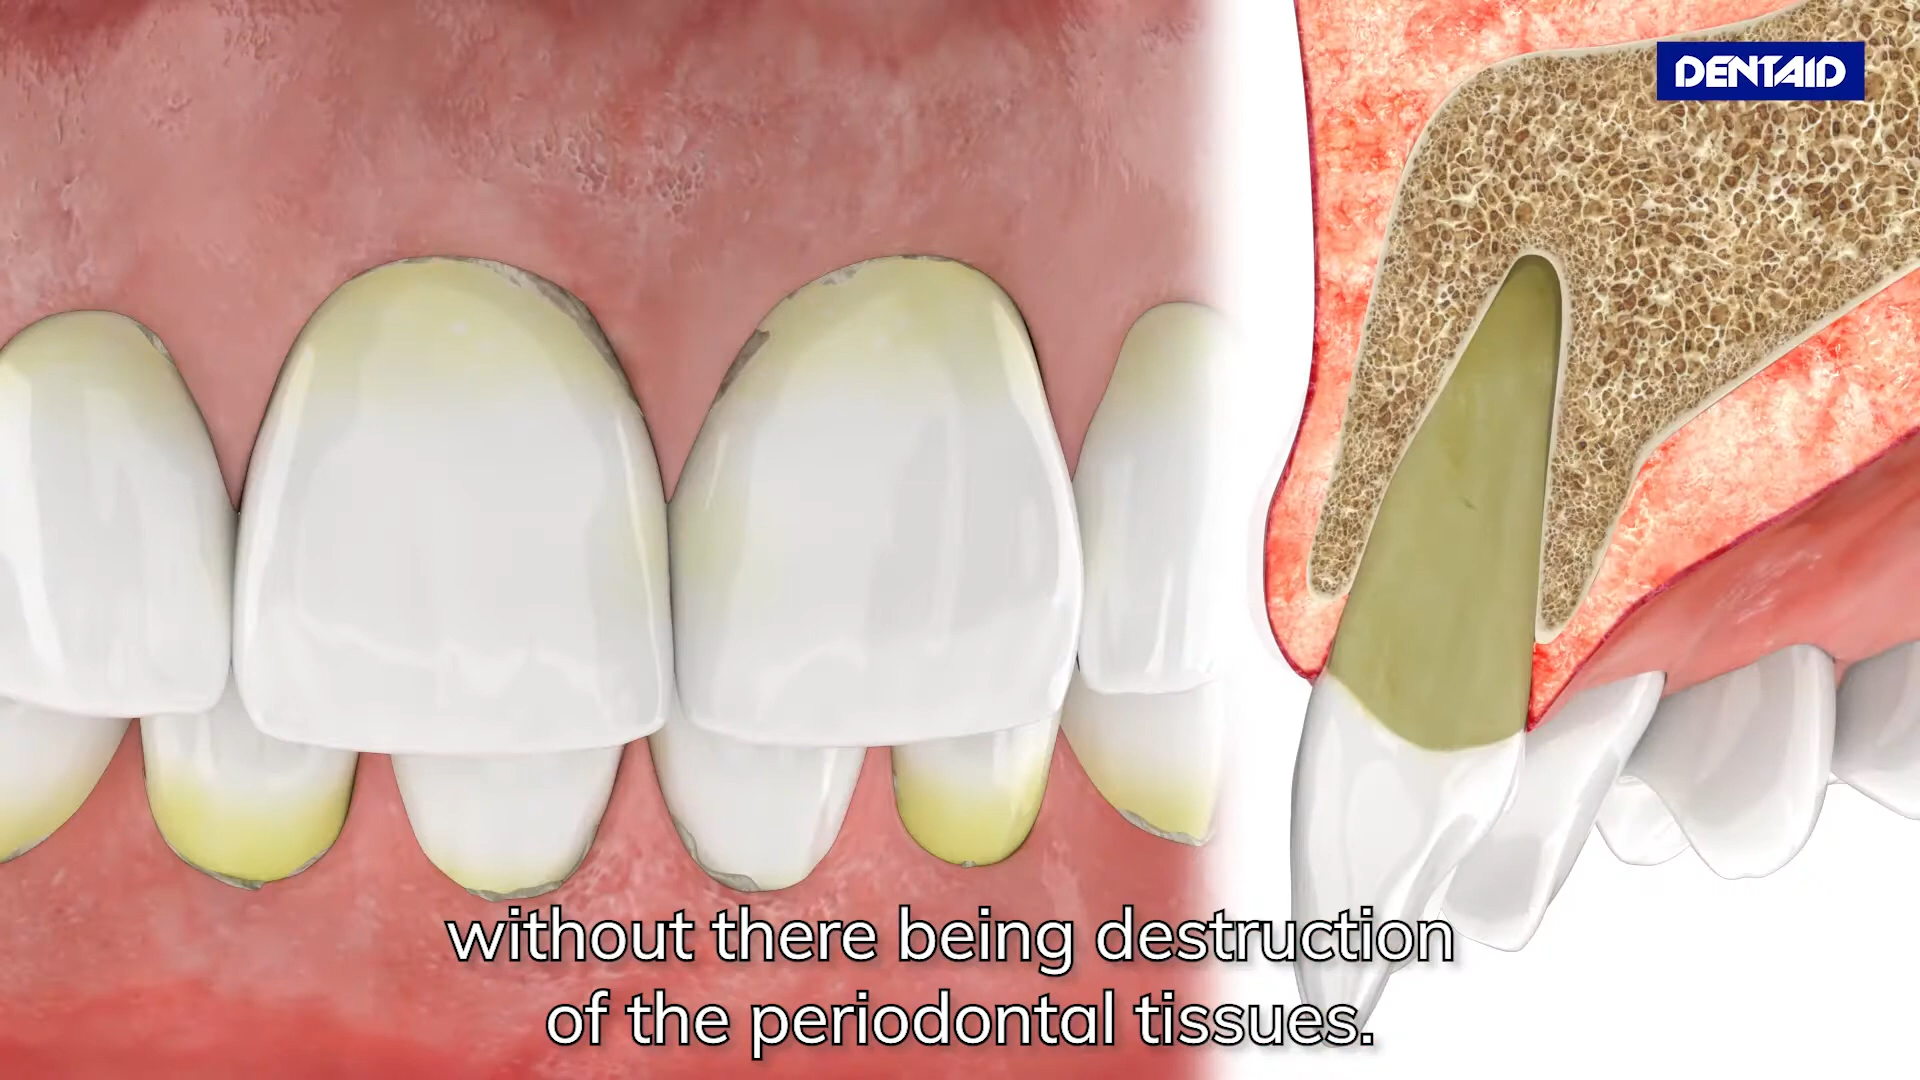 DENTAID
without there being destruction
of the periodontal tissues.